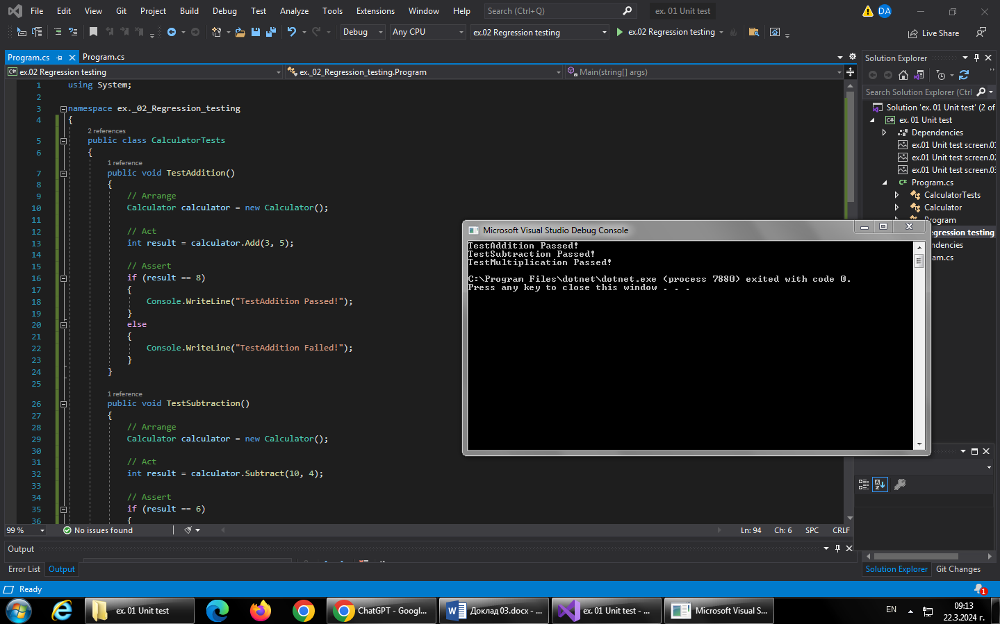 File Edit View Git Project Build Debug Test Analyze Tools Extensions Window Help Search (Ctrl+Q) ex. 01 Unit test DA
Debug Any CPU ex.02 Regression testing ex.02 Regression testing Live Share
Program.cs Program.cs
ex.02 Regression testing ex._02_Regression_testing.Program Main(string[] args)
1 using System;
2
3 namespace ex._02_Regression_testing
4 {
2 references
5 public class CalculatorTests
6 {
1 reference
7 public void TestAddition()
8 {
9 // Arrange
10 Calculator calculator = new Calculator();
11
12 // Act
13 int result = calculator.Add(3, 5);
14
15 // Assert
16 if (result == 8)
17 {
18 Console.WriteLine("TestAddition Passed!");
19 }
20 else
21 {
22 Console.WriteLine("TestAddition Failed!");
23 }
24 }
25
1 reference
26 public void TestSubtraction()
27 {
28 // Arrange
29 Calculator calculator = new Calculator();
30
31 // Act
32 int result = calculator.Subtract(10, 4);
33
34 // Assert
35 if (result == 6)
36 {
99 % No issues found Ln: 94 Ch: 6 SPC CRLF
Output
Error List Output
Ready
Microsoft Visual Studio Debug Console
TestAddition Passed!
TestSubtraction Passed!
TestMultiplication Passed!
C:\Program Files\dotnet\dotnet.exe (process 7880) exited with code 0.
Press any key to close this window . . .
Solution Explorer
Search Solution Explorer (Ctrl
Solution 'ex. 01 Unit test' (2 of
C# ex. 01 Unit test
Dependencies
ex.01 Unit test screen.01
ex.01 Unit test screen.02
ex.01 Unit test screen.03
C# Program.cs
CalculatorTests
Calculator
Program
egression testing
endencies
am.cs
Solution Explorer Git Changes
1
ex. 01 Unit test ChatGPT - Googl... Доклад 03.docx - ... ex. 01 Unit test - ... Microsoft Visual S... EN 09:13
22.3.2024 г.